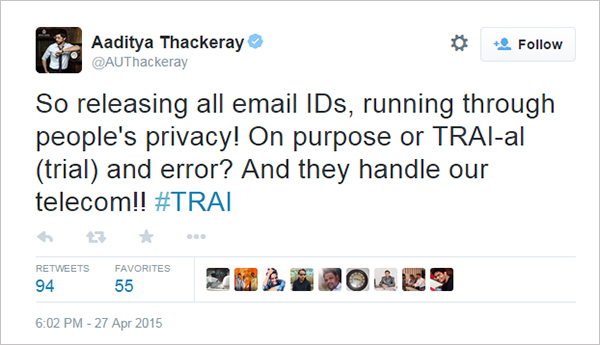 Aaditya Thackeray
@AUThackeray
Follow
So releasing all email IDs, running through
people's privacy! On purpose or TRAI-al
(trial) and error? And they handle our
telecom!! #TRAI
RETWEETS FAVORITES
94 55
6:02 PM - 27 Apr 2015